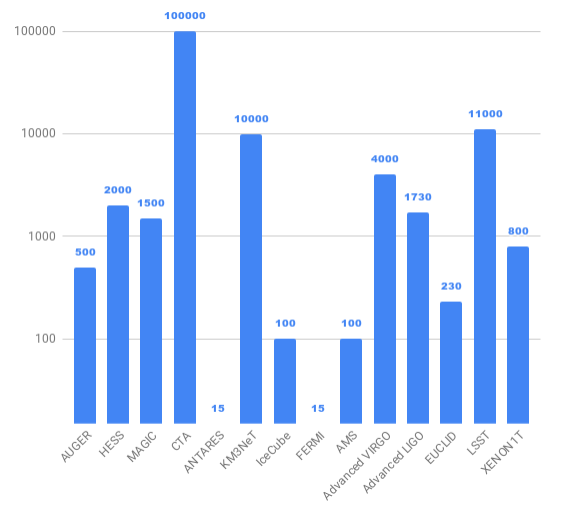 100000
10000
1000
100
500
2000
1500
100000
15
10000
100
15
100
4000
1730
230
11000
800
AUGER
HESS
MAGIC
CTA
ANTARES
KM3NeT
IceCube
FERMI
AMS
Advanced VIRGO
Advanced LIGO
EUCLID
LSST
XENON1T